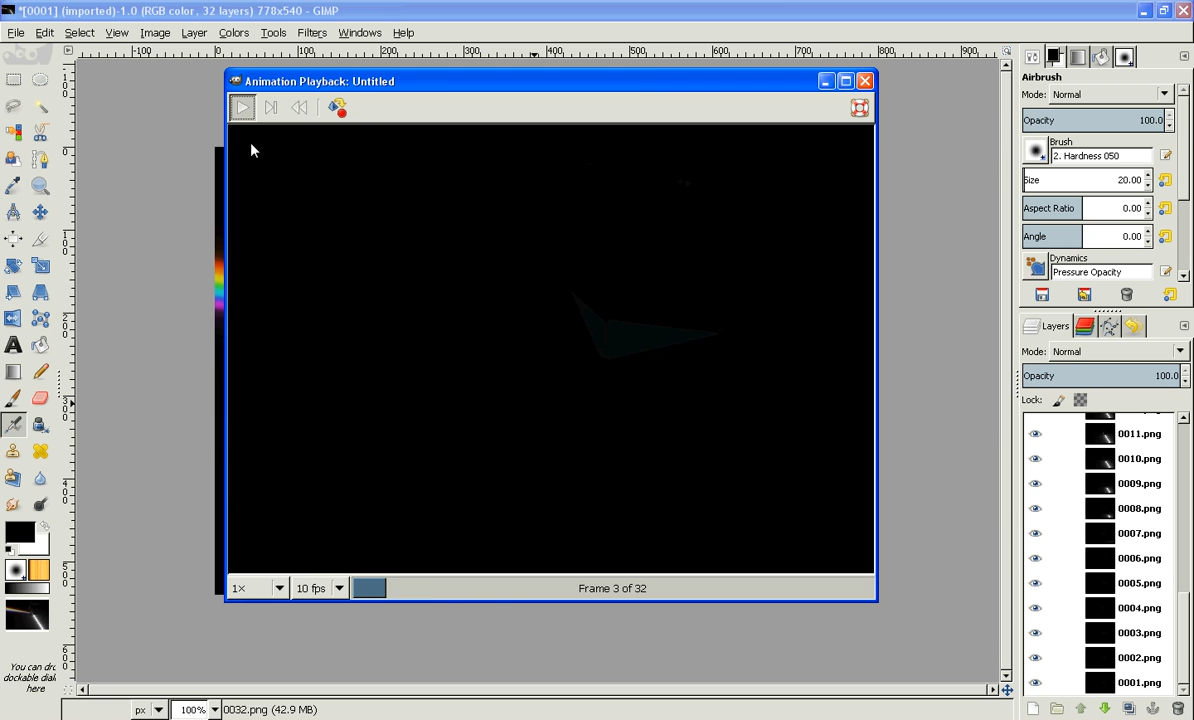 *[0001] (imported)-1.0 (RGB color, 32 layers) 778x540 - GIMP
File Edit Select View Image Layer Colors Tools Filters Windows Help
-100 0 100 200 300 400 500 600 700 800 900
Animation Playback: Untitled
Airbrush
Mode: Normal
Opacity 100.0
Brush
2. Hardness 050
Size 20.00
Aspect Ratio 0.00
Angle 0.00
Dynamics
Pressure Opacity
Layers
Mode: Normal
Opacity 100.0
Lock:
0011.png
0010.png
0009.png
0008.png
0007.png
0006.png
0005.png
0004.png
0003.png
0002.png
0001.png
1× 10 fps Frame 3 of 32
You can drc
dockable dial
here
px 100% 0032.png (42.9 MB)